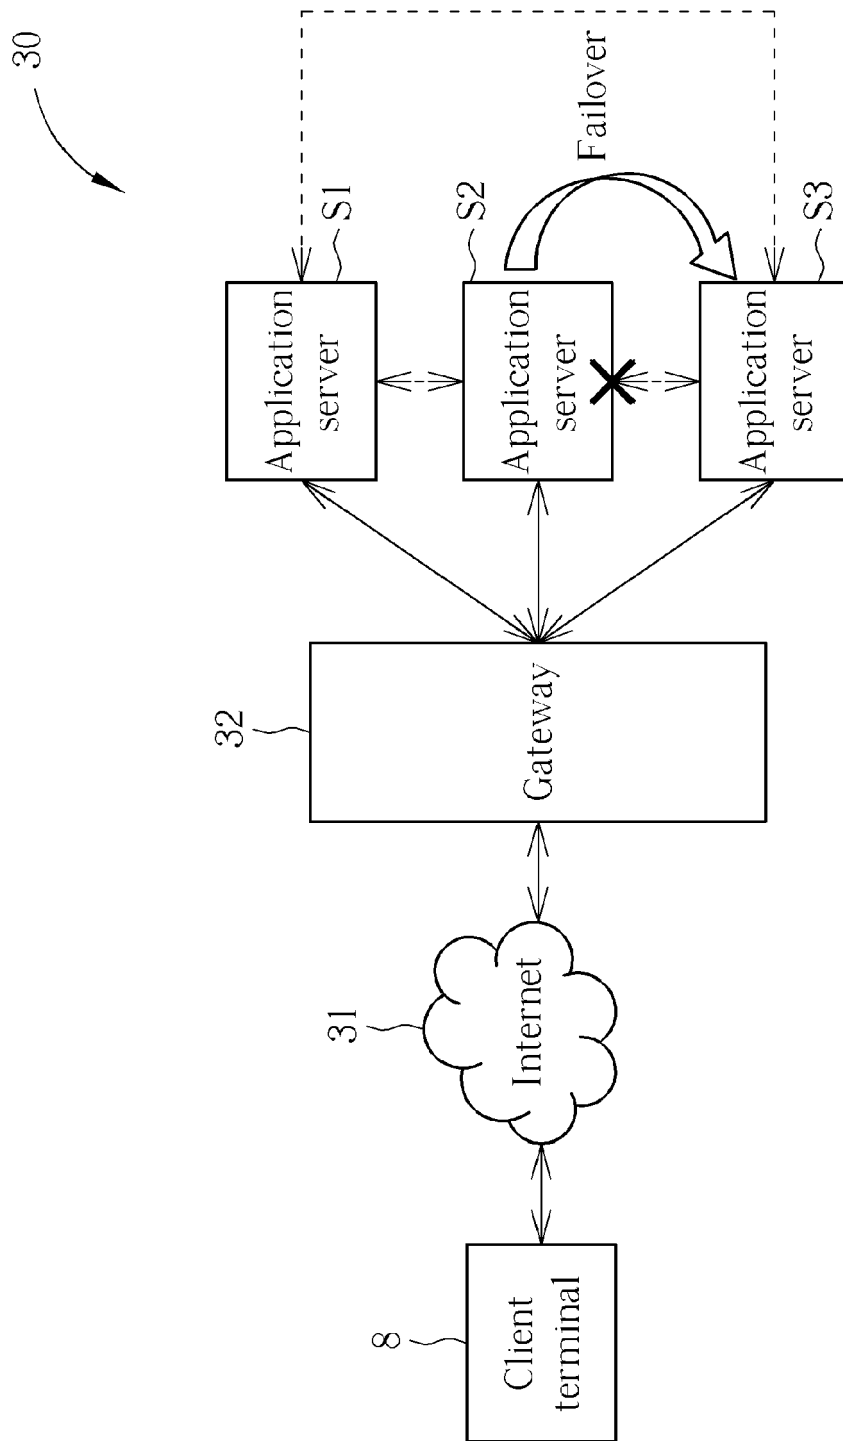 30
8
Client
terminal
31
Internet
32
Gateway
Application
server
S1
Application
server
S2
Application
server
S3
Failover